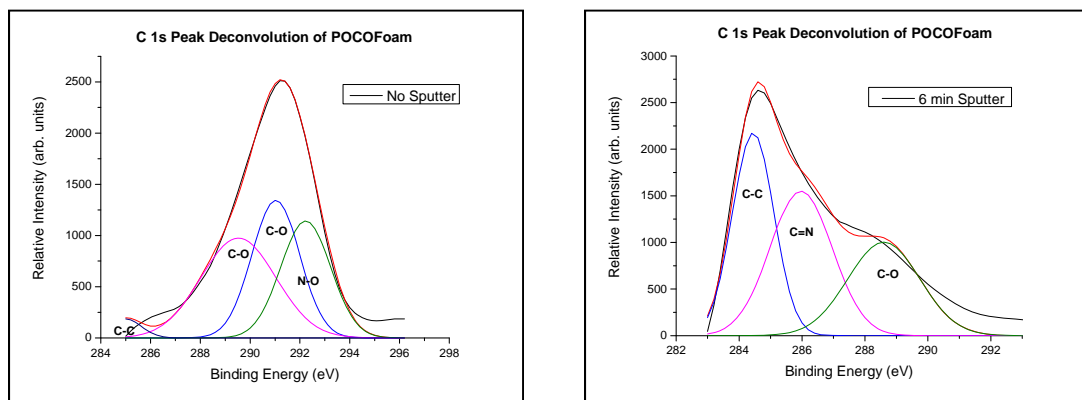 C 1s Peak Deconvolution of POCOFoam
No Sputter
Relative Intensity (arb. units)
2500
2000
1500
1000
500
0
C-C
C-O
C-O
N-O
284 286 288 290 292 294 296 298
Binding Energy (eV)
C 1s Peak Deconvolution of POCOFoam
6 min Sputter
Relative Intensity (arb. units)
3000
2500
2000
1500
1000
500
0
C-C
C=N
C-O
282 284 286 288 290 292
Binding Energy (eV)